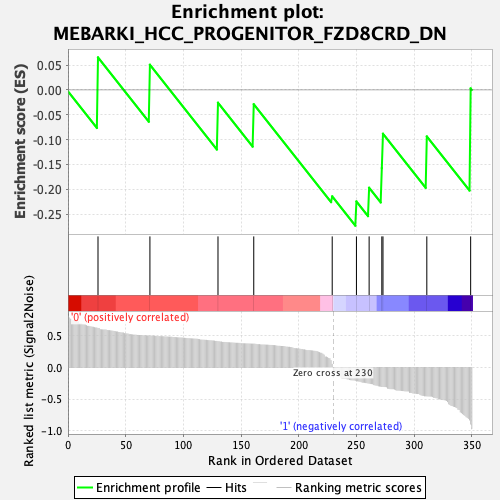 Enrichment plot:
MEBARKI_HCC_PROGENITOR_FZD8CRD_DN
Enrichment score (ES)
0.05
0.00
-0.05
-0.10
-0.15
-0.20
-0.25
'0' (positively correlated)
Ranked list metric (Signal2Noise)
0.5
0.0
-0.5
-1.0
Zero cross at 230
'1' (negatively correlated)
0 50 100 150 200 250 300 350
Rank in Ordered Dataset
Enrichment profile Hits Ranking metric scores